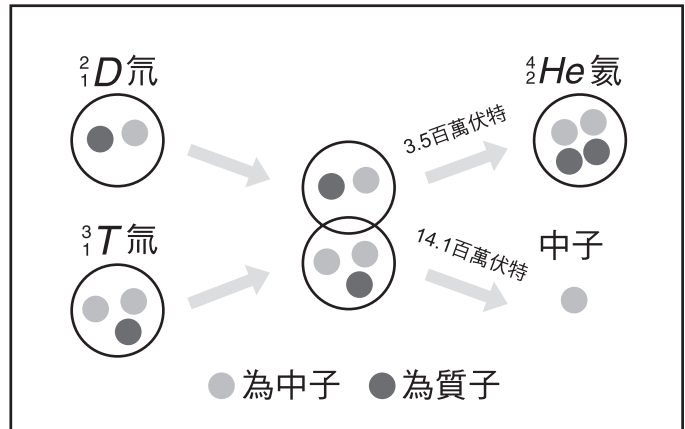 ²₁D氘
⁴₂He氦
3.5百萬伏特
³₁T氚
14.1百萬伏特
中子
為中子 為質子